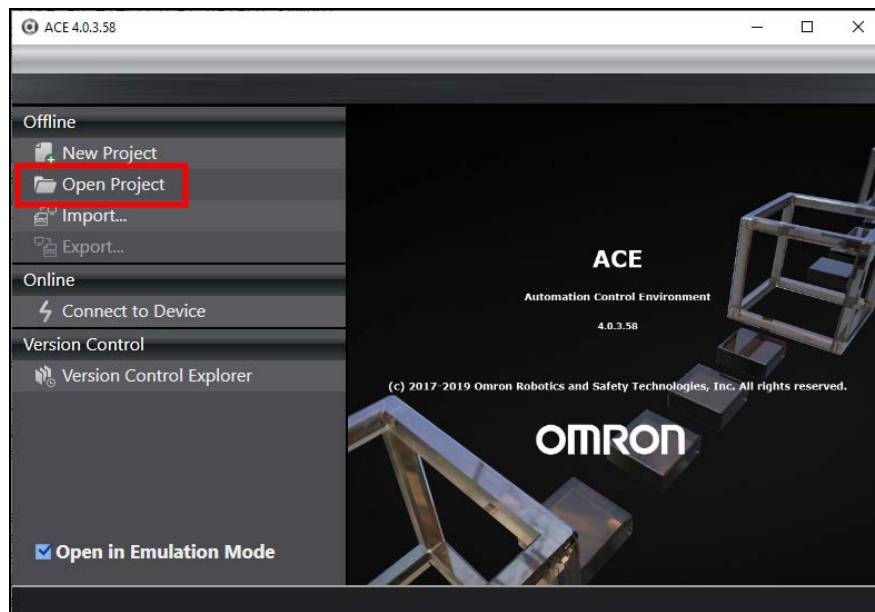 ACE 4.0.3.58
Offline
New Project
Open Project
Import...
Export...
Online
Connect to Device
Version Control
Version Control Explorer
Open in Emulation Mode
ACE
Automation Control Environment
4.0.3.58
(c) 2017-2019 Omron Robotics and Safety Technologies, Inc. All rights reserved.
OMRON